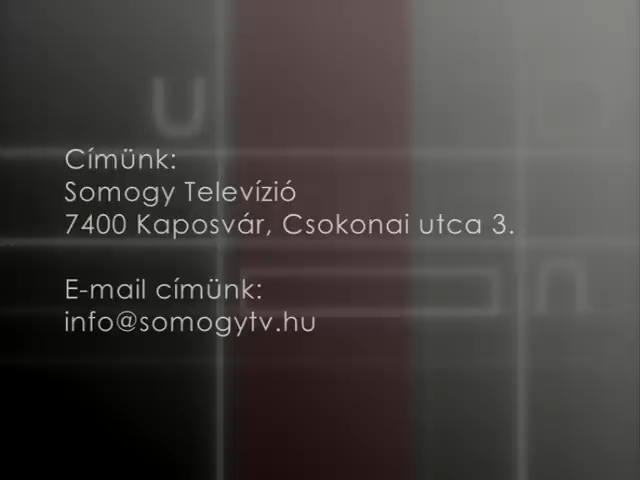 Címünk:
Somogy Televízió
7400 Kaposvár, Csokonai utca 3.
E-mail címünk:
info@somogytv.hu